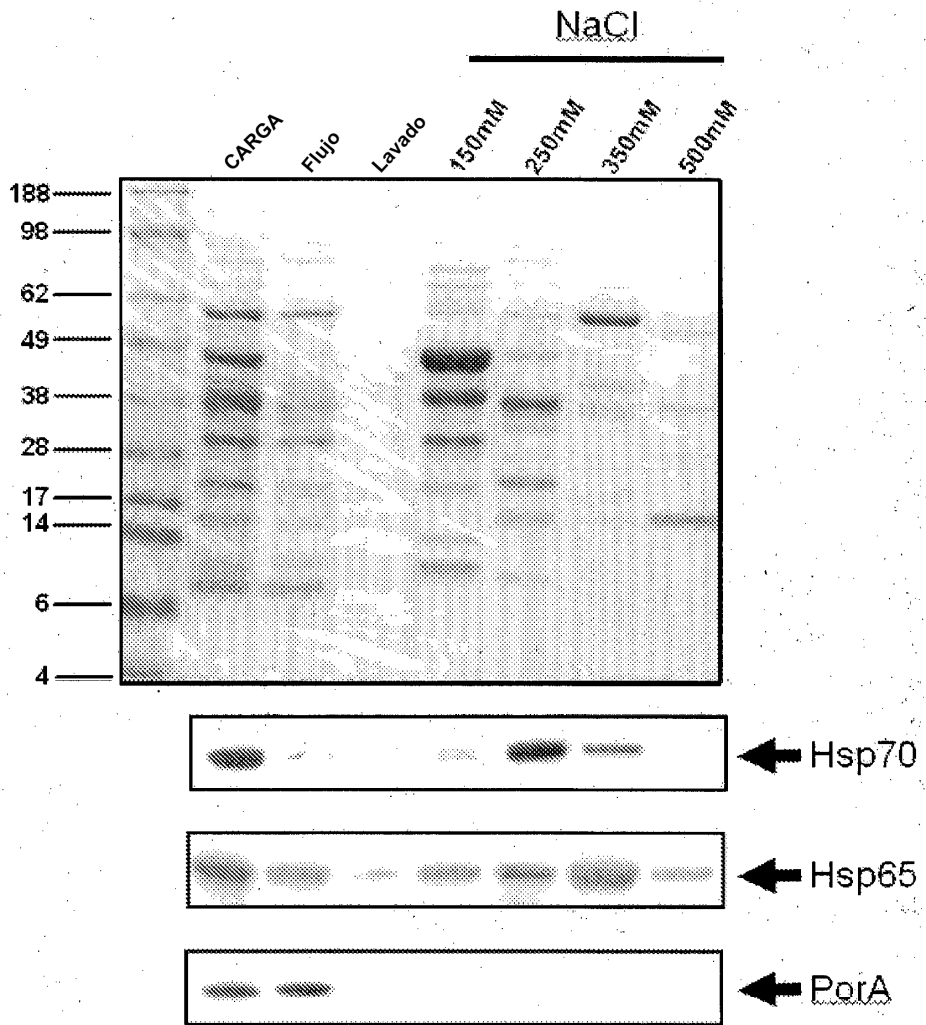 NaCl
CARGA
Flujo
Lavado
150mM
250mM
350mM
500mM
188
98
62
49
38
28
17
14
6
4
Hsp70
Hsp65
PorA